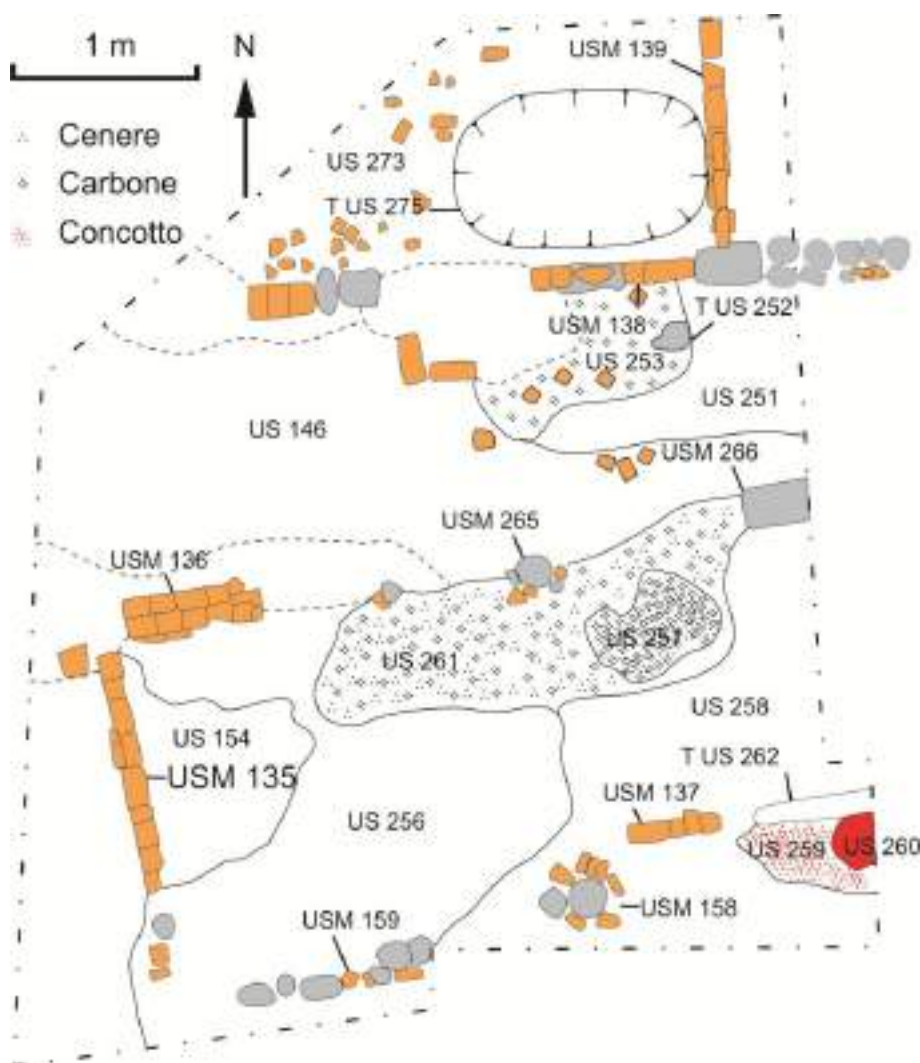 1 m
N
USM 139
Cenere
Carbone
Concotto
US 273
T US 275
USM 138
T US 252
US 253
US 251
US 146
USM 266
USM 265
USM 136
US 257
US 261
US 258
US 154
USM 135
T US 262
USM 137
US 256
US 259
US 260
USM 158
USM 159